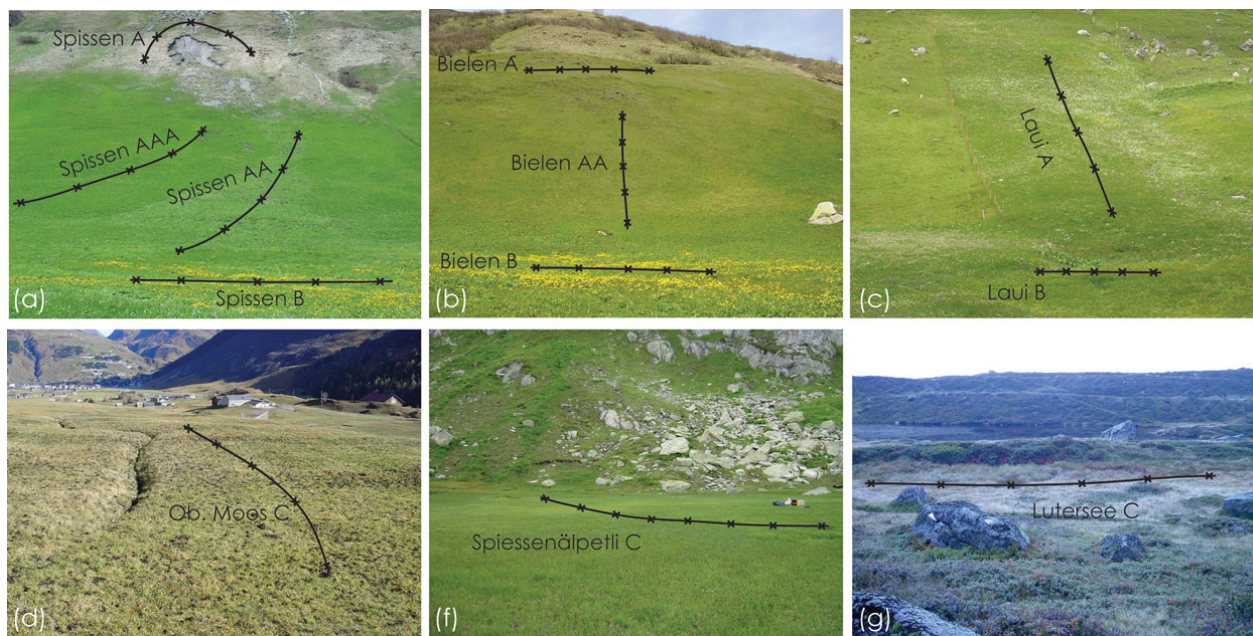 Spissen A
Spissen AAA
Spissen AA
Spissen B
(a)
Bielen A
Bielen AA
Bielen B
(b)
Laui A
Laui B
(c)
Ob. Moos C
(d)
Spiessenälpetli C
(f)
Lutersee C
(g)